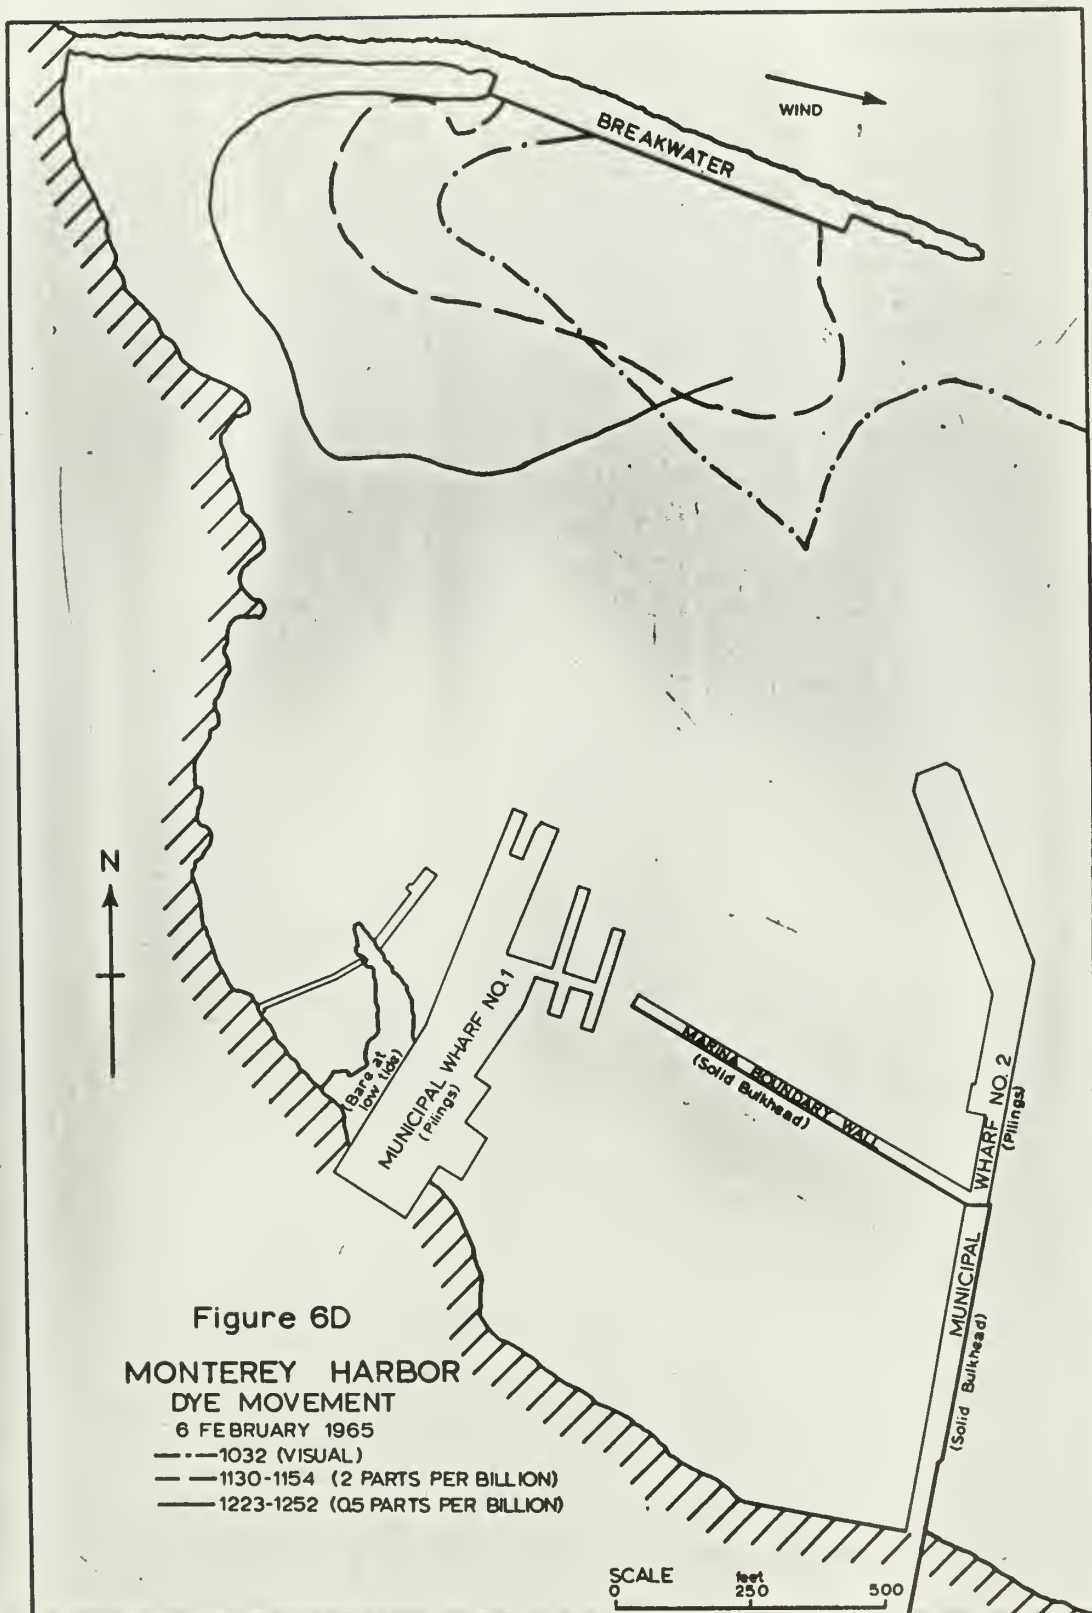 WIND
BREAKWATER
N
MUNICIPAL WHARF NO. 1
(Pilings)
(Bare at
low tide)
MARINA BOUNDARY WALL
(Solid Bulkhead)
MUNICIPAL WHARF NO. 2
(Pilings)
(Solid Bulkhead)
Figure 6D
MONTEREY HARBOR
DYE MOVEMENT
6 FEBRUARY 1965
1032 (VISUAL)
1130-1154 (2 PARTS PER BILLION)
1223-1252 (0.5 PARTS PER BILLION)
SCALE feet
0 250 500